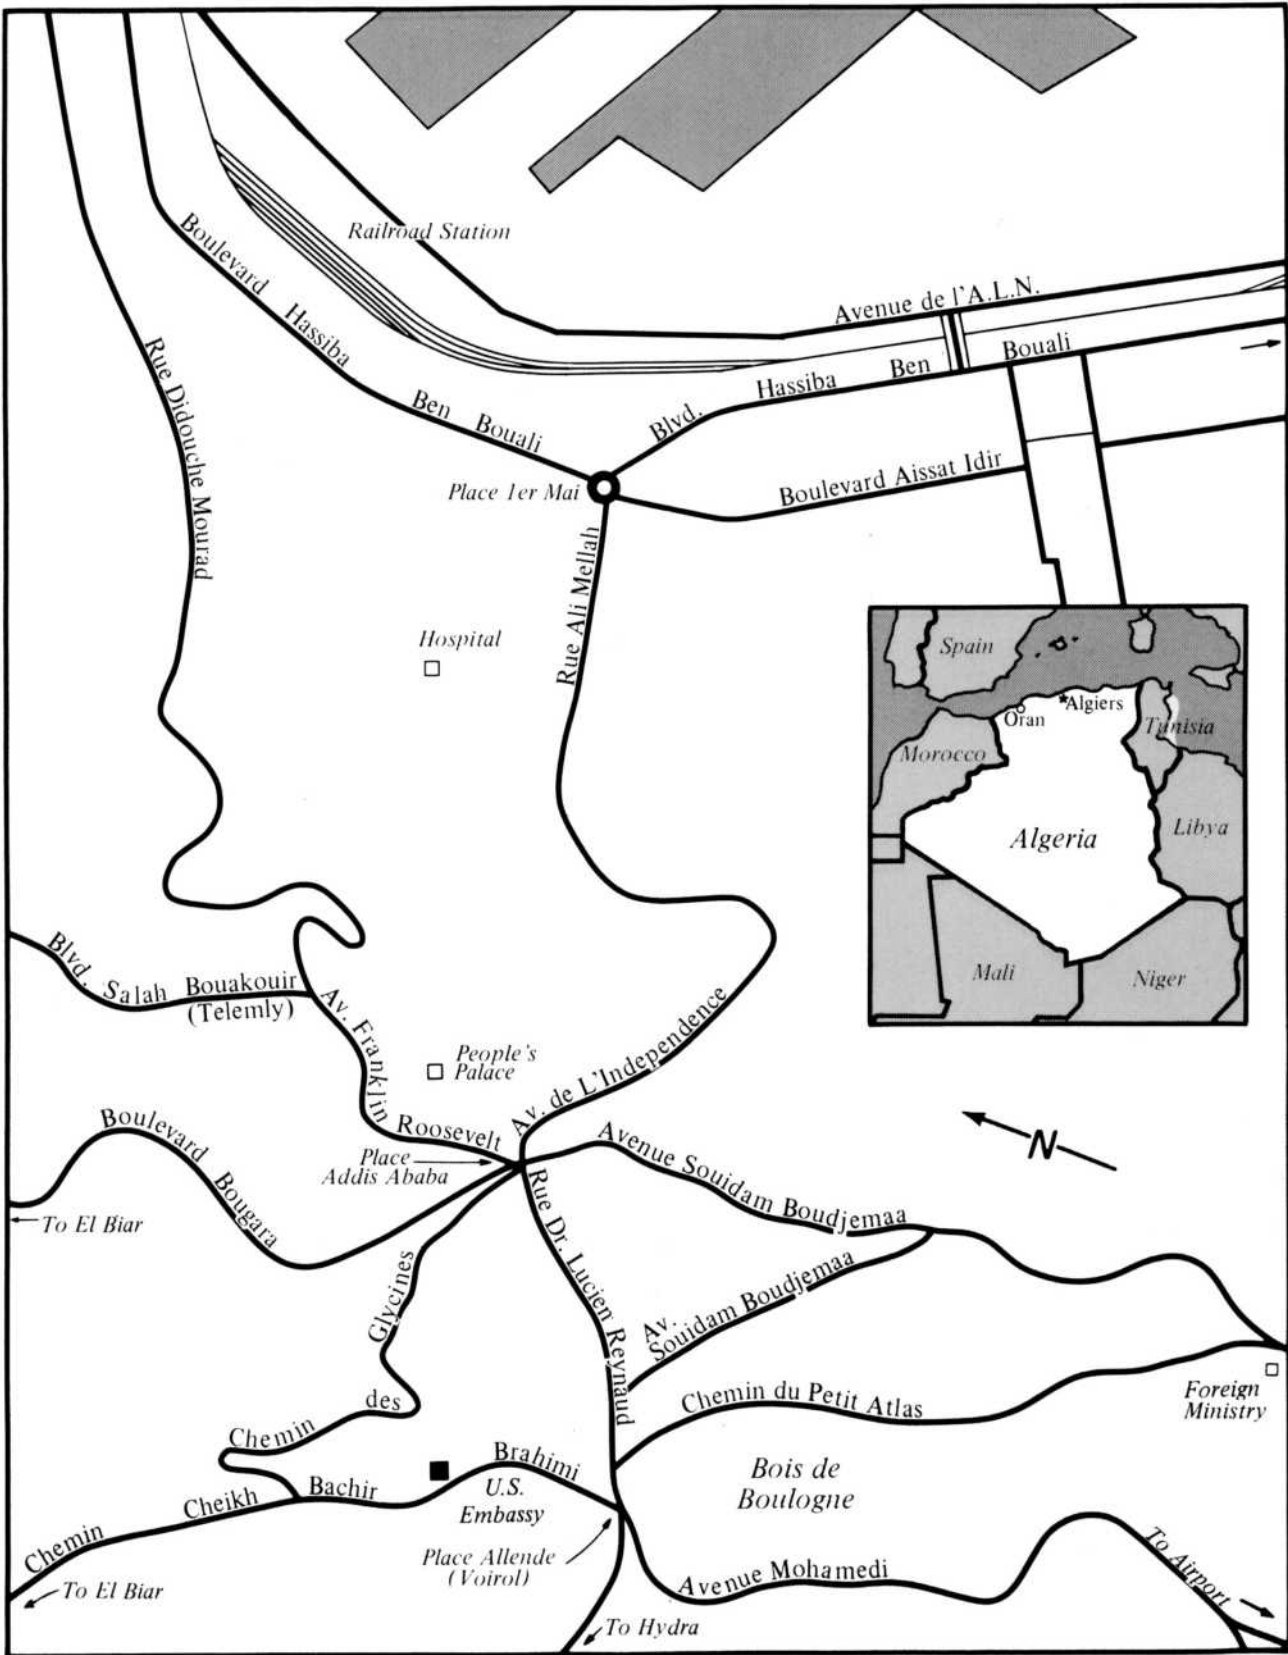 Railroad Station
Boulevard Hassiba Ben Bouali
Avenue de l'A.L.N.
Blvd. Hassiba Ben Bouali
Rue Didouche Mourad
Place 1er Mai
Boulevard Aissat Idir
Rue Ali Mellah
Hospital
Spain
Algiers
Oran
Tunisia
Morocco
Algeria
Libya
Mali
Niger
Blvd. Salah Bouakouir
(Telemly)
Av. Franklin Roosevelt
People's
Palace
Av. de L'Independence
Boulevard Bougara
Place
Addis Ababa
Avenue Souidam Boudjemaa
N
To El Biar
Rue Dr. Lucien Reynaud
Av.
Souidam Boudjemaa
Chemin des Glycines
Chemin du Petit Atlas
Foreign
Ministry
Chemin Cheikh Bachir Brahimi
U.S.
Embassy
Bois de
Boulogne
Place Allende
(Voirol)
Avenue Mohamedi
To Airport
To El Biar
To Hydra